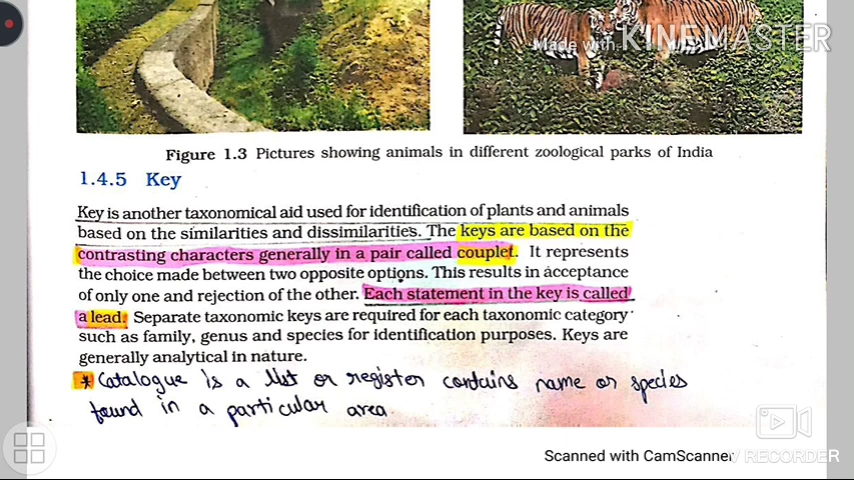 Made with KINEMASTER
Figure 1.3 Pictures showing animals in different zoological parks of India
1.4.5 Key
Key is another taxonomical aid used for identification of plants and animals
based on the similarities and dissimilarities. The keys are based on the
contrasting characters generally in a pair called couplet. It represents
the choice made between two opposite options. This results in acceptance
of only one and rejection of the other. Each statement in the key is called
a lead. Separate taxonomic keys are required for each taxonomic category
such as family, genus and species for identification purposes. Keys are
generally analytical in nature.
* Catalogue is a list or register contains name or species
found in a particular area
Scanned with CamScanner
V RECORDER